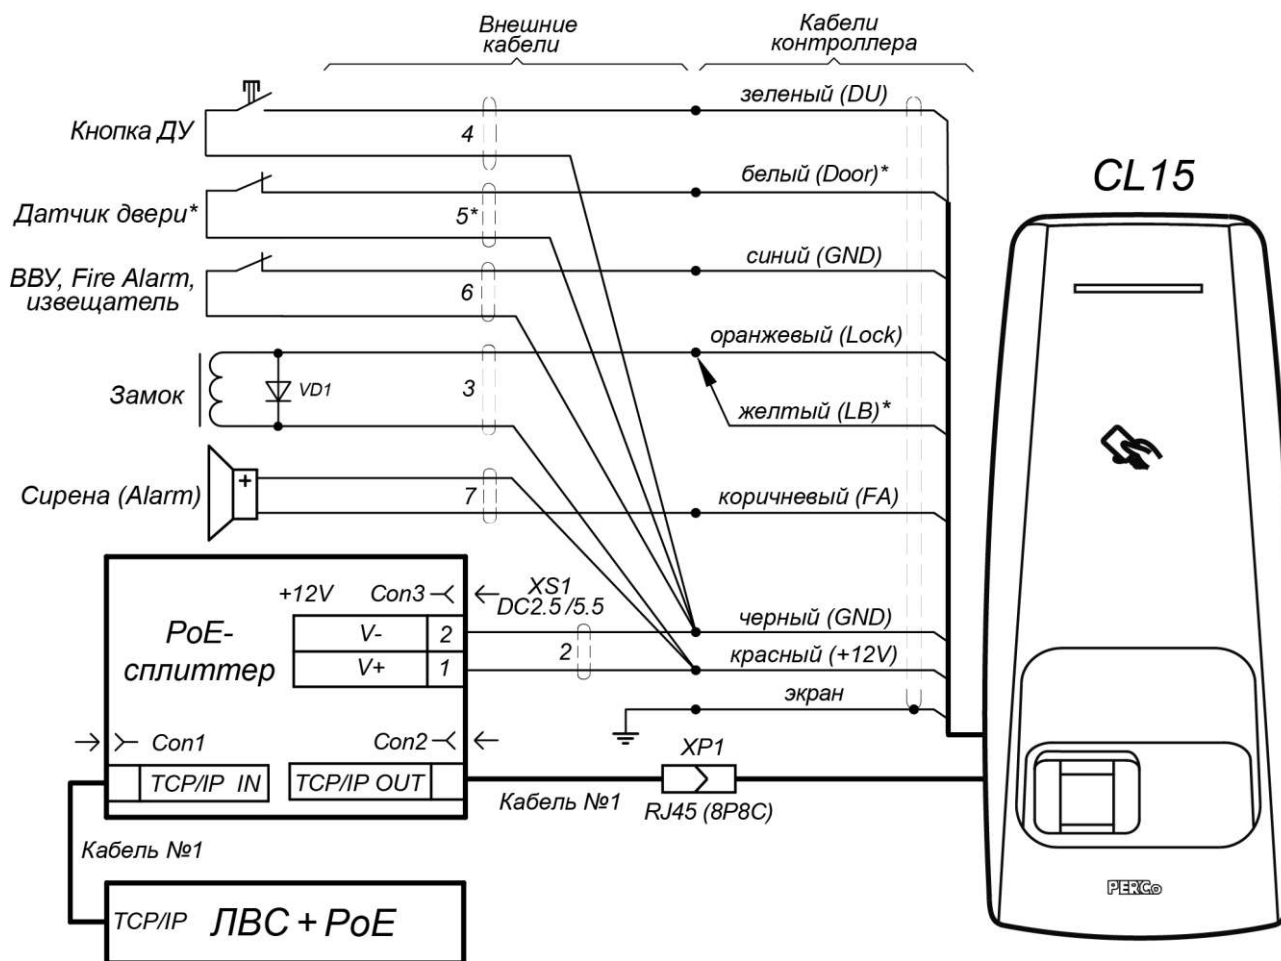 Внешние
кабели
Кабели
контроллера
зеленый (DU)
Кнопка ДУ
4
белый (Door)*
CL15
Датчик двери*
5*
синий (GND)
ВВУ, Fire Alarm,
извещатель
6
оранжевый (Lock)
Замок
VD1
3
желтый (LB)*
Сирена (Alarm)
+
7
коричневый (FA)
+12V
Con3
XS1
DC2.5/5.5
PoE-
сплиттер
V-
2
V+
1
2
черный (GND)
красный (+12V)
экран
Con1
Con2
XP1
TCP/IP IN
TCP/IP OUT
Кабель №1
RJ45 (8P8C)
Кабель №1
PERCo
TCP/IP
ЛВС + PoE